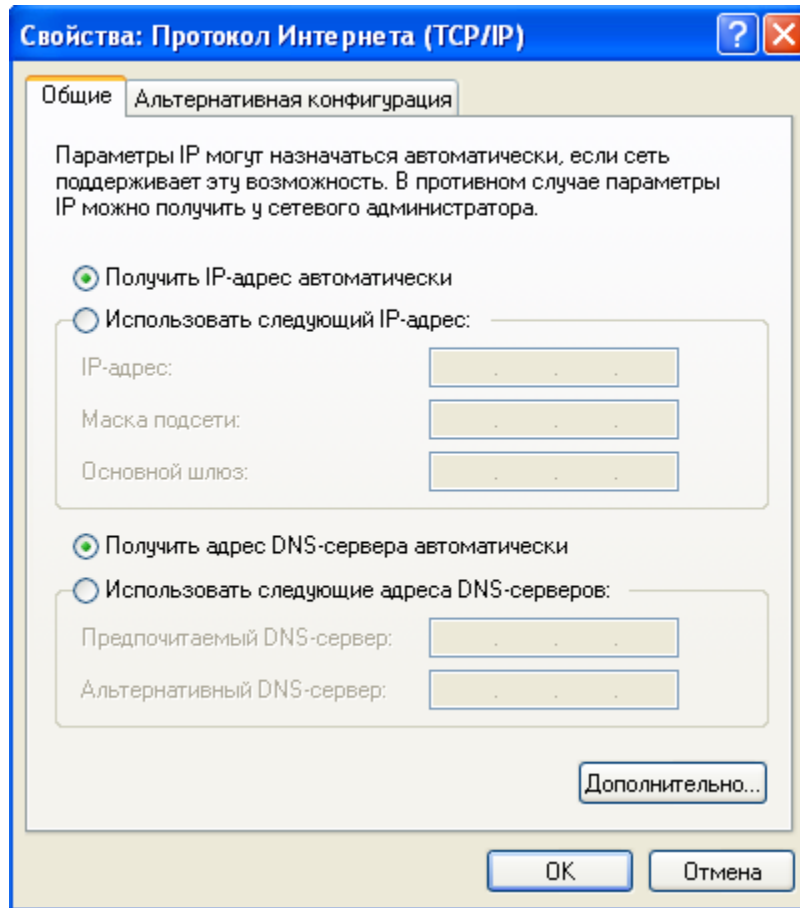 Свойства: Протокол Интернета (TCP/IP)
Общие
Альтернативная конфигурация
Параметры IP могут назначаться автоматически, если сеть
поддерживает эту возможность. В противном случае параметры
IP можно получить у сетевого администратора.
Получить IP-адрес автоматически
Использовать следующий IP-адрес:
IP-адрес:
Маска подсети:
Основной шлюз:
Получить адрес DNS-сервера автоматически
Использовать следующие адреса DNS-серверов:
Предпочитаемый DNS-сервер:
Альтернативный DNS-сервер:
Дополнительно...
OK
Отмена